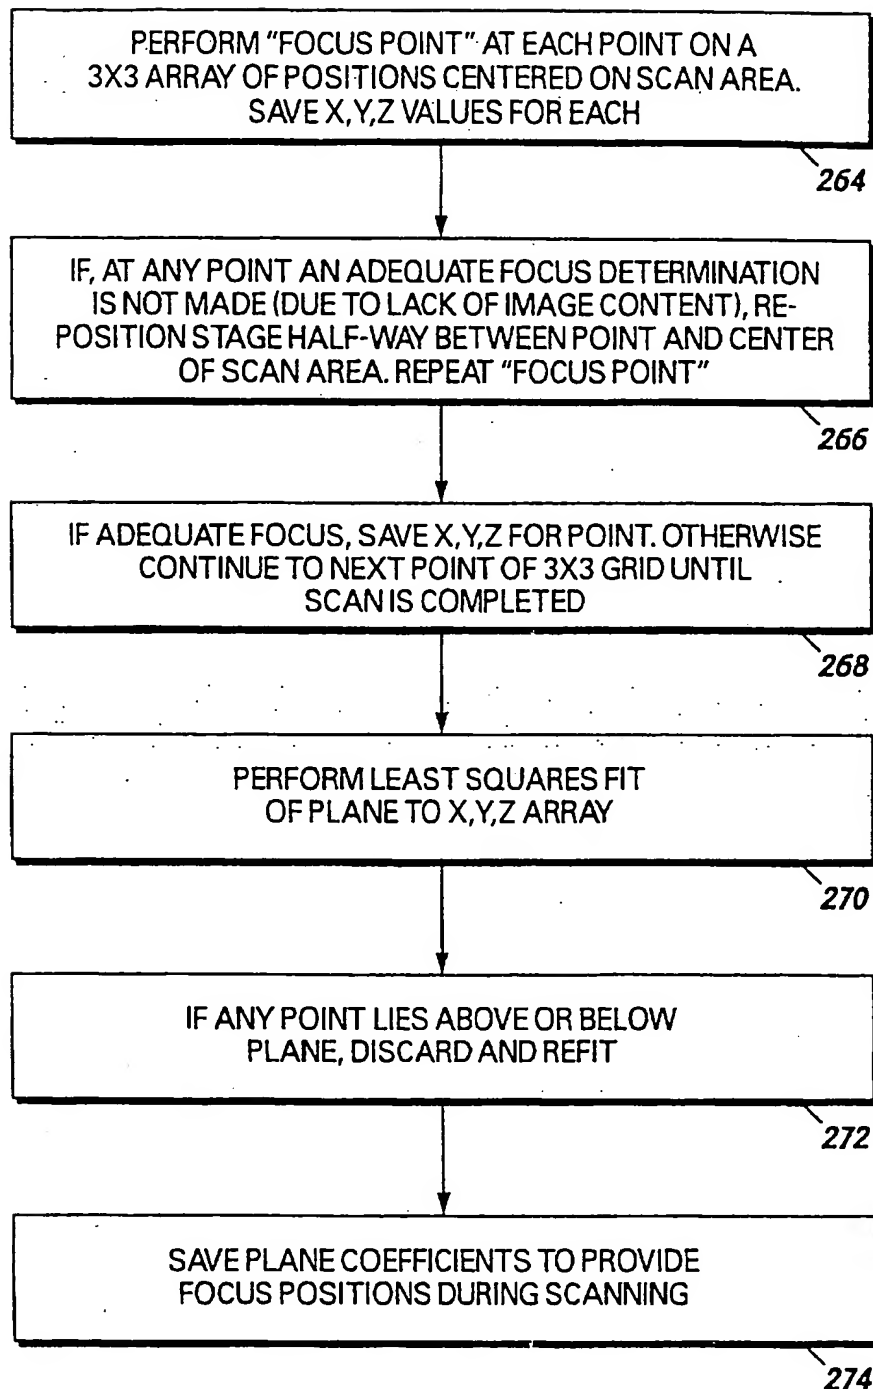 PERFORM "FOCUS POINT" AT EACH POINT ON A
3X3 ARRAY OF POSITIONS CENTERED ON SCAN AREA.
SAVE X,Y,Z VALUES FOR EACH
264
IF, AT ANY POINT AN ADEQUATE FOCUS DETERMINATION
IS NOT MADE (DUE TO LACK OF IMAGE CONTENT), RE-
POSITION STAGE HALF-WAY BETWEEN POINT AND CENTER
OF SCAN AREA. REPEAT "FOCUS POINT"
266
IF ADEQUATE FOCUS, SAVE X,Y,Z FOR POINT. OTHERWISE
CONTINUE TO NEXT POINT OF 3X3 GRID UNTIL
SCAN IS COMPLETED
268
PERFORM LEAST SQUARES FIT
OF PLANE TO X,Y,Z ARRAY
270
IF ANY POINT LIES ABOVE OR BELOW
PLANE, DISCARD AND REFIT
272
SAVE PLANE COEFFICIENTS TO PROVIDE
FOCUS POSITIONS DURING SCANNING
274